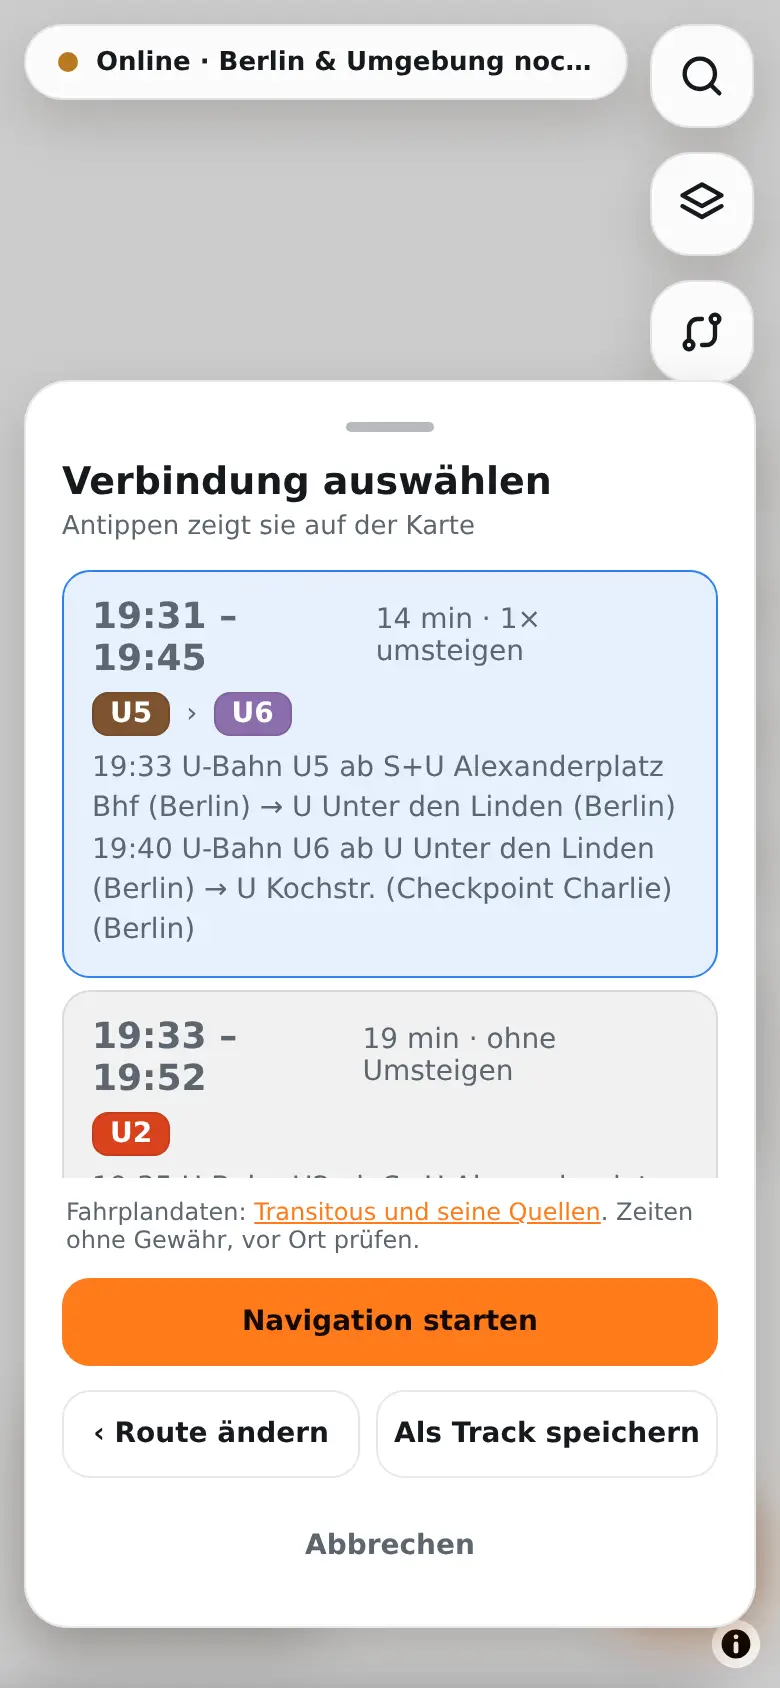 Online · Berlin & Umgebung noc...
Verbindung auswählen
Antippen zeigt sie auf der Karte
19:31 –
19:45
14 min · 1×
umsteigen
U5 › U6
19:33 U-Bahn U5 ab S+U Alexanderplatz
Bhf (Berlin) → U Unter den Linden (Berlin)
19:40 U-Bahn U6 ab U Unter den Linden
(Berlin) → U Kochstr. (Checkpoint Charlie)
(Berlin)
19:33 –
19:52
19 min · ohne
Umsteigen
U2
Fahrplandaten: Transitous und seine Quellen. Zeiten
ohne Gewähr, vor Ort prüfen.
Navigation starten
‹ Route ändern
Als Track speichern
Abbrechen